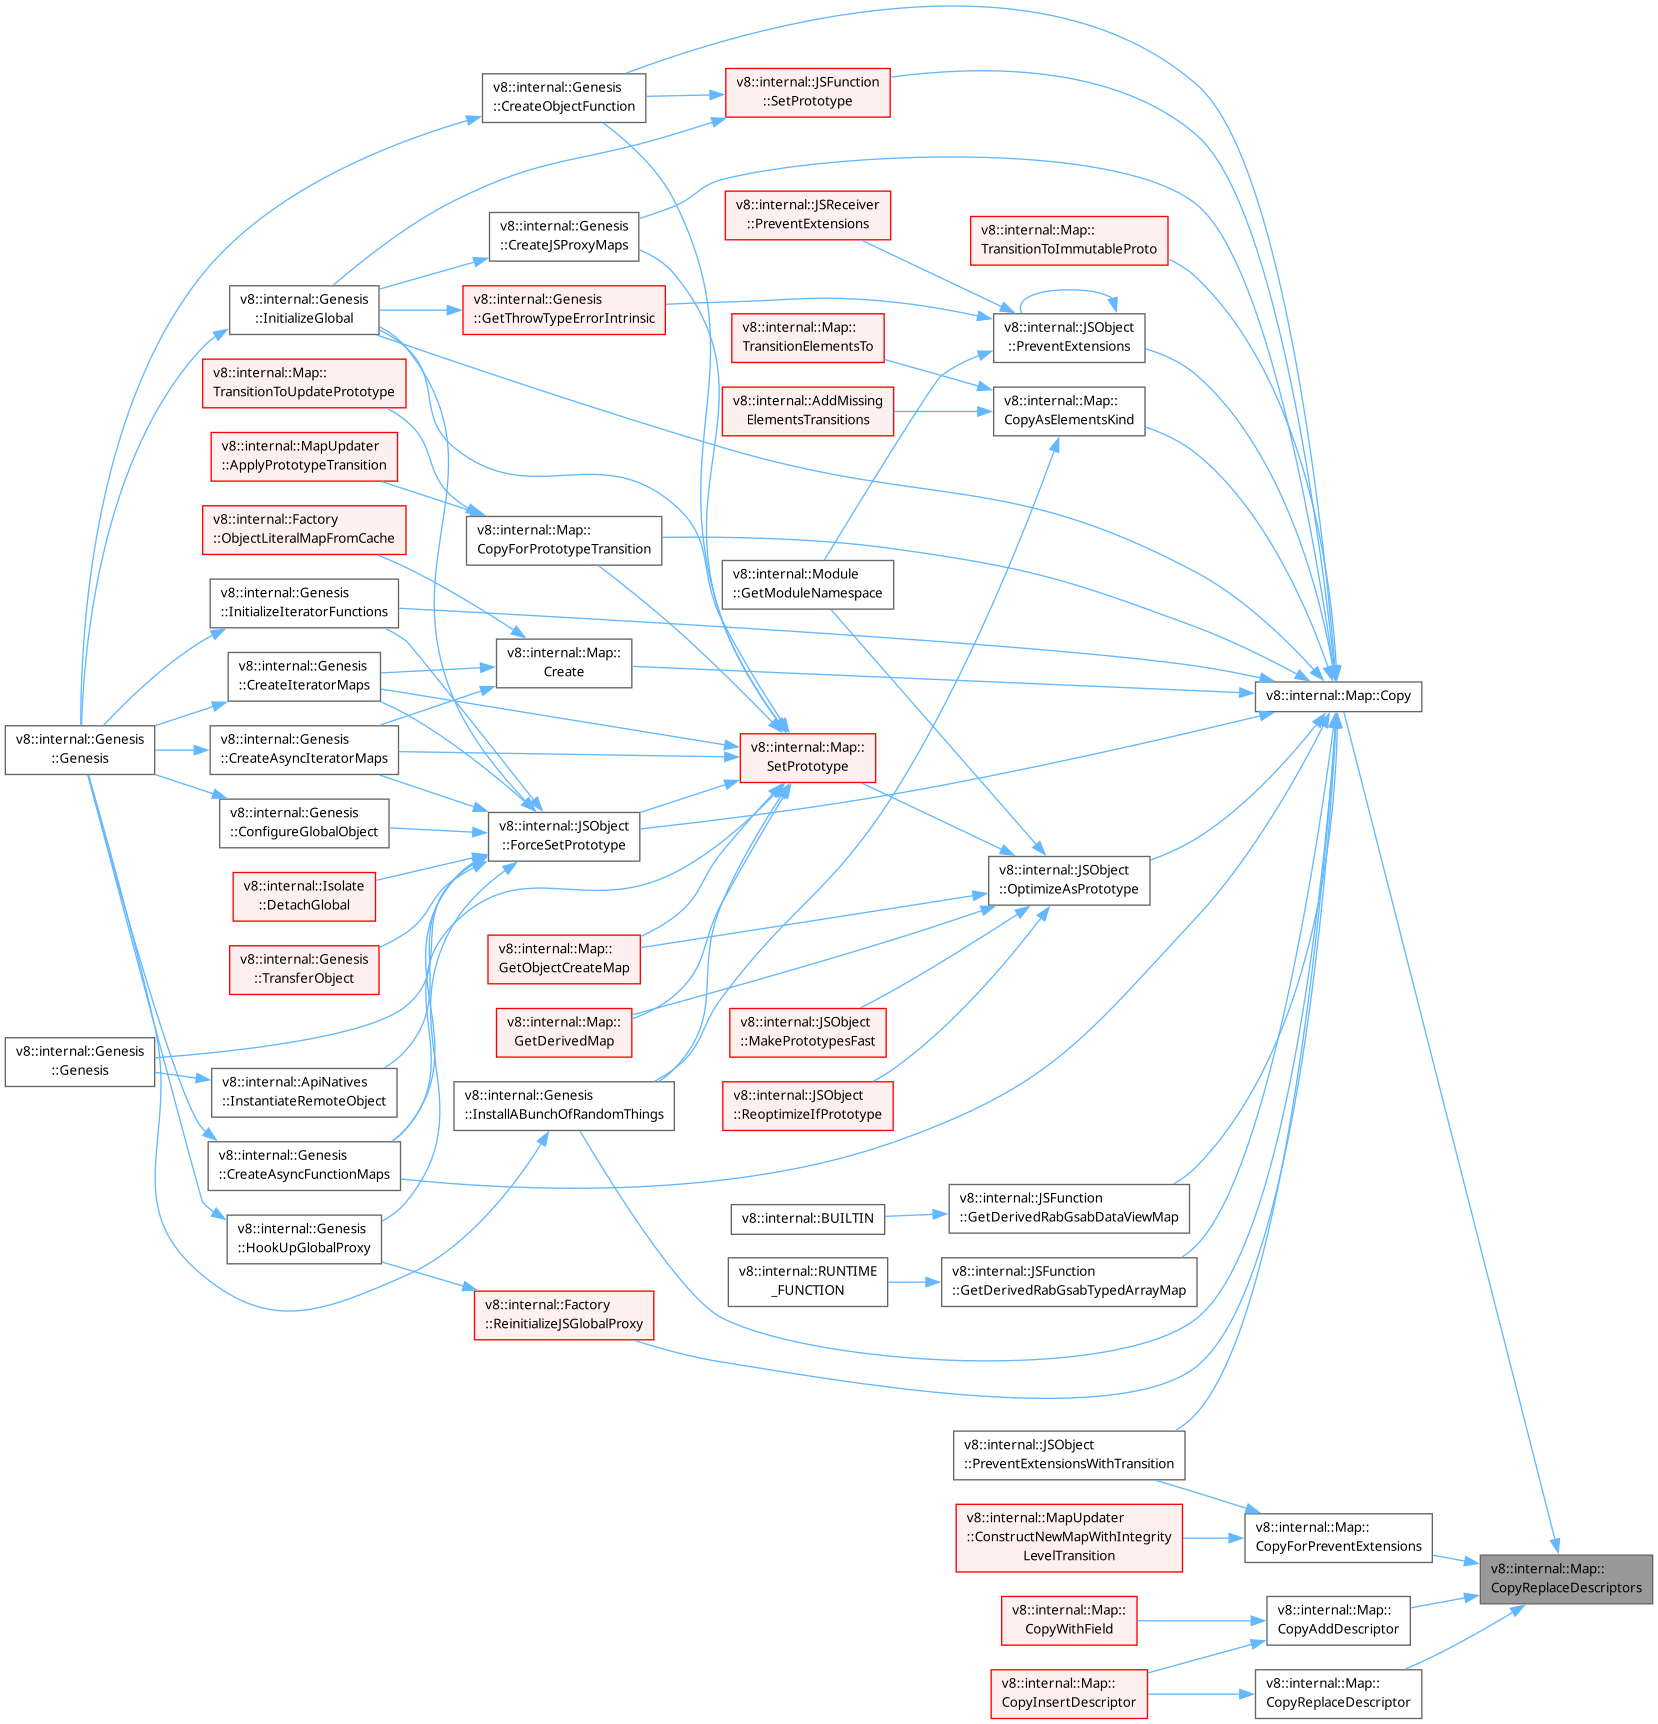 v8::internal::Genesis
::CreateObjectFunction
v8::internal::JSFunction
::SetPrototype
v8::internal::JSReceiver
::PreventExtensions
v8::internal::Genesis
::CreateJSProxyMaps
v8::internal::Map::
TransitionToImmutableProto
v8::internal::Genesis
::InitializeGlobal
v8::internal::Genesis
::GetThrowTypeErrorIntrinsic
v8::internal::Map::
TransitionElementsTo
v8::internal::JSObject
::PreventExtensions
v8::internal::Map::
TransitionToUpdatePrototype
v8::internal::AddMissing
ElementsTransitions
v8::internal::Map::
CopyAsElementsKind
v8::internal::MapUpdater
::ApplyPrototypeTransition
v8::internal::Factory
::ObjectLiteralMapFromCache
v8::internal::Map::
CopyForPrototypeTransition
v8::internal::Module
::GetModuleNamespace
v8::internal::Genesis
::InitializeIteratorFunctions
v8::internal::Genesis
::CreateIteratorMaps
v8::internal::Map::
Create
v8::internal::Map::Copy
v8::internal::Genesis
::Genesis
v8::internal::Genesis
::CreateAsyncIteratorMaps
v8::internal::Map::
SetPrototype
v8::internal::Genesis
::ConfigureGlobalObject
v8::internal::JSObject
::ForceSetPrototype
v8::internal::Isolate
::DetachGlobal
v8::internal::JSObject
::OptimizeAsPrototype
v8::internal::Genesis
::TransferObject
v8::internal::Map::
GetObjectCreateMap
v8::internal::Map::
GetDerivedMap
v8::internal::JSObject
::MakePrototypesFast
v8::internal::Genesis
::Genesis
v8::internal::ApiNatives
::InstantiateRemoteObject
v8::internal::Genesis
::InstallABunchOfRandomThings
v8::internal::JSObject
::ReoptimizeIfPrototype
v8::internal::Genesis
::CreateAsyncFunctionMaps
v8::internal::BUILTIN
v8::internal::JSFunction
::GetDerivedRabGsabDataViewMap
v8::internal::Genesis
::HookUpGlobalProxy
v8::internal::RUNTIME
_FUNCTION
v8::internal::JSFunction
::GetDerivedRabGsabTypedArrayMap
v8::internal::Factory
::ReinitializeJSGlobalProxy
v8::internal::JSObject
::PreventExtensionsWithTransition
v8::internal::MapUpdater
::ConstructNewMapWithIntegrity
LevelTransition
v8::internal::Map::
CopyForPreventExtensions
v8::internal::Map::
CopyReplaceDescriptors
v8::internal::Map::
CopyWithField
v8::internal::Map::
CopyAddDescriptor
v8::internal::Map::
CopyInsertDescriptor
v8::internal::Map::
CopyReplaceDescriptor